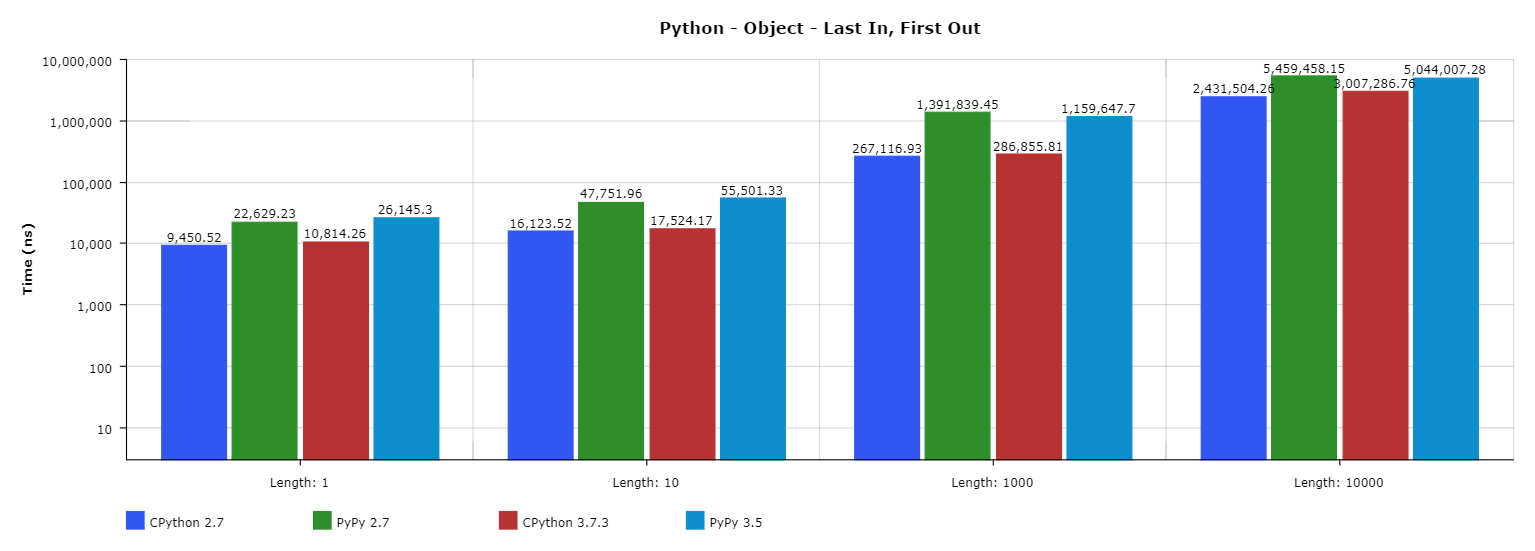 Python - Object - Last In, First Out
Time (ns)
10,000,000
1,000,000
100,000
10,000
1,000
100
10
9,450.52
22,629.23
10,814.26
26,145.3
16,123.52
47,751.96
17,524.17
55,501.33
267,116.93
1,391,839.45
286,855.81
1,159,647.7
2,431,504.26
5,459,458.15
3,007,286.76
5,044,007.28
Length: 1
Length: 10
Length: 1000
Length: 10000
CPython 2.7
PyPy 2.7
CPython 3.7.3
PyPy 3.5